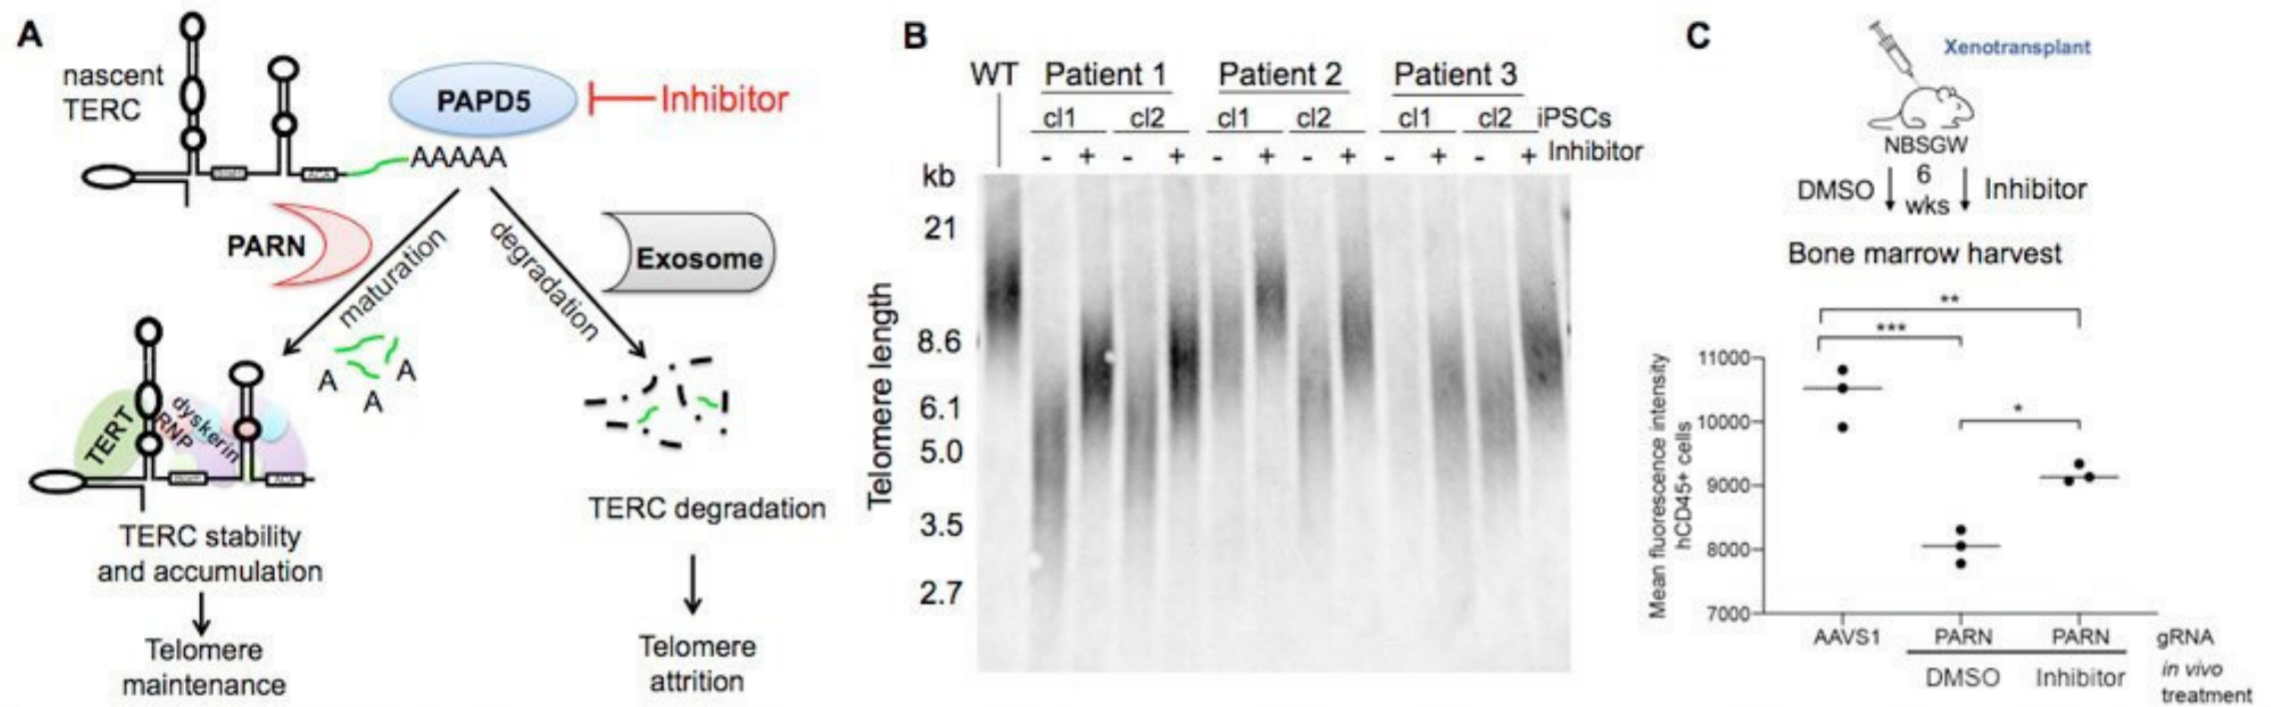 A
nascent
TERC
PAPD5
Inhibitor
AAAAA
PARN
maturation
degradation
Exosome
A A
A
TERT
RNP
dyskerin
TERC stability
and accumulation
Telomere
maintenance
TERC degradation
Telomere
attrition
B
WT Patient 1 Patient 2 Patient 3
cl1 cl2 cl1 cl2 cl1 cl2 iPSCs
- + - + - + - + - + - + Inhibitor
kb
21
8.6
6.1
5.0
3.5
2.7
Telomere length
C
Xenotransplant
NBSGW
DMSO 6 wks Inhibitor
Bone marrow harvest
**
***
*
Mean fluorescence intensity
hCD45+ cells
11000
10000
9000
8000
7000
AAVS1 PARN PARN gRNA
DMSO Inhibitor in vivo
treatment